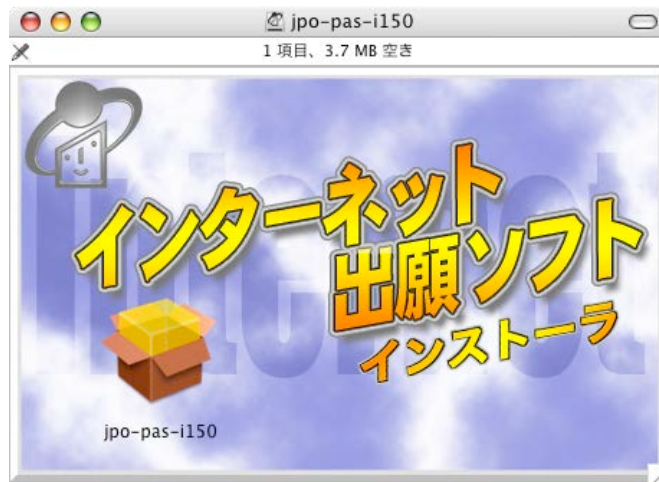 jpo-pas-i150
1 項目、3.7 MB 空き
Internet
インターネット
出願ソフト
インストーラ
jpo-pas-i150